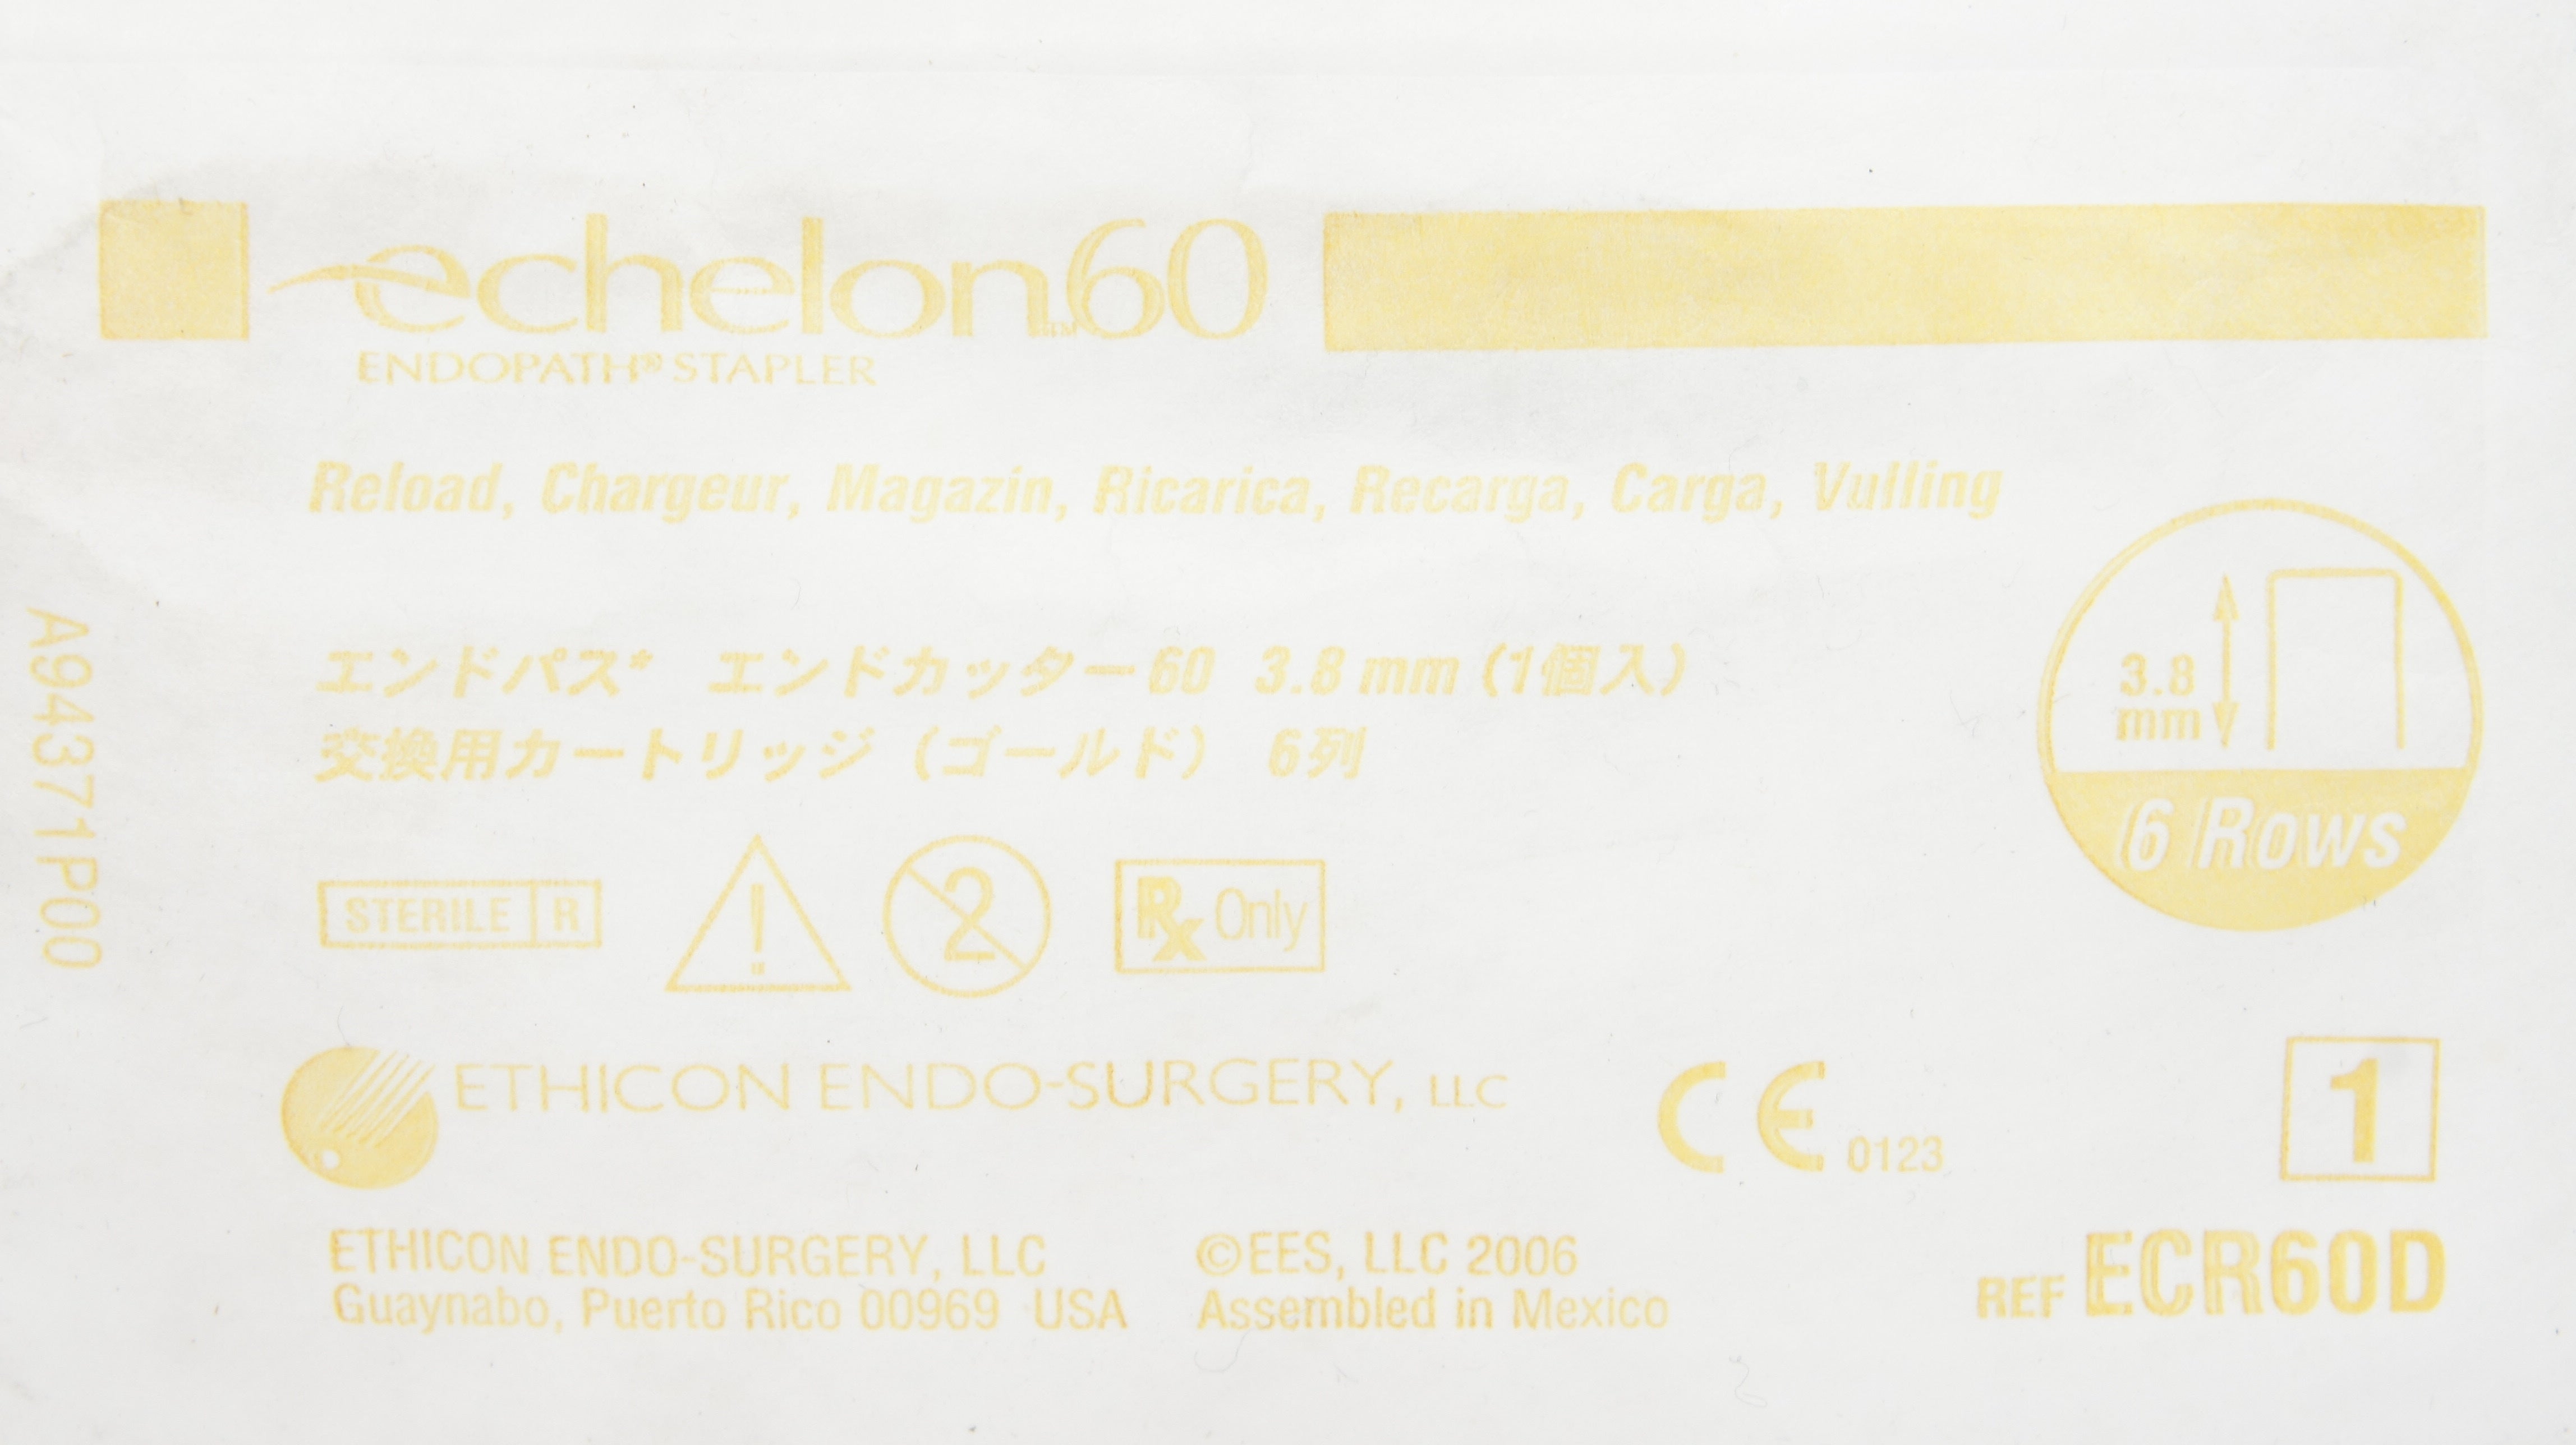 echelon™60
ENDOPATH® STAPLER
Reload, Chargeur, Magazin, Ricarica, Recarga, Carga, Vulling
エンドパス* エンドカッター60 3.8 mm (1個入)
交換用カートリッジ (ゴールド) 6列
3.8
mm
6 Rows
STERILE R
!
2
Rx Only
A94371P00
ETHICON ENDO-SURGERY, LLC
CE 0123
1
ETHICON ENDO-SURGERY, LLC
Guaynabo, Puerto Rico 00969 USA
©EES, LLC 2006
Assembled in Mexico
REF ECR60D